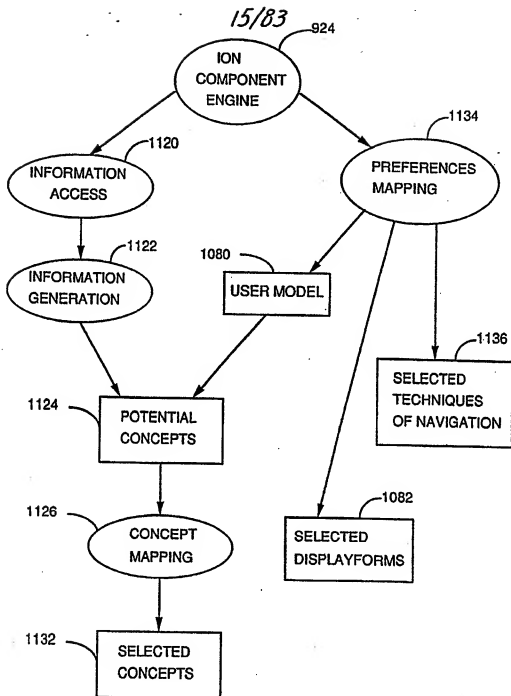 15/83
924
ION
COMPONENT
ENGINE
1120
INFORMATION
ACCESS
1134
PREFERENCES
MAPPING
1122
INFORMATION
GENERATION
1080
USER MODEL
1136
SELECTED
TECHNIQUES
OF NAVIGATION
1124
POTENTIAL
CONCEPTS
1082
SELECTED
DISPLAYFORMS
1126
CONCEPT
MAPPING
1132
SELECTED
CONCEPTS